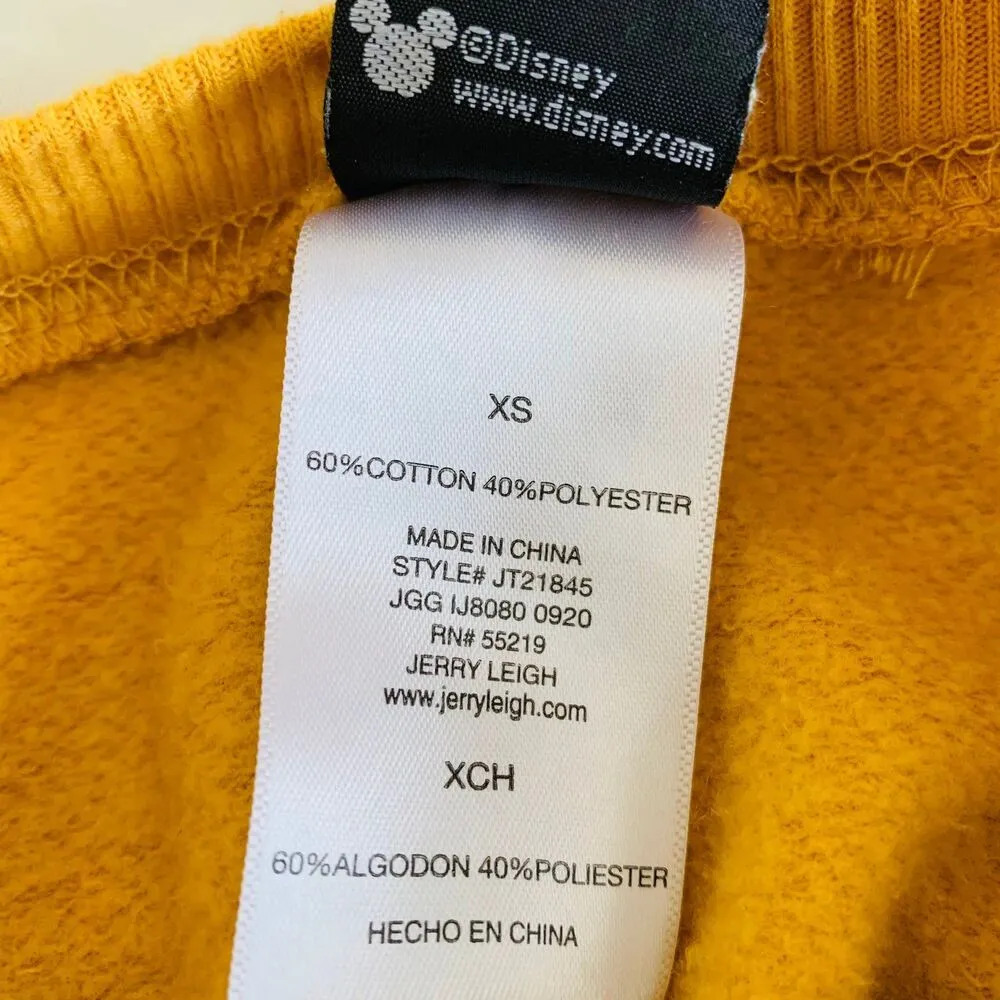 ©Disney
www.disney.com
XS
60%COTTON 40%POLYESTER
MADE IN CHINA
STYLE# JT21845
JGG IJ8080 0920
RN# 55219
JERRY LEIGH
www.jerryleigh.com
XCH
60%ALGODON 40%POLIESTER
HECHO EN CHINA